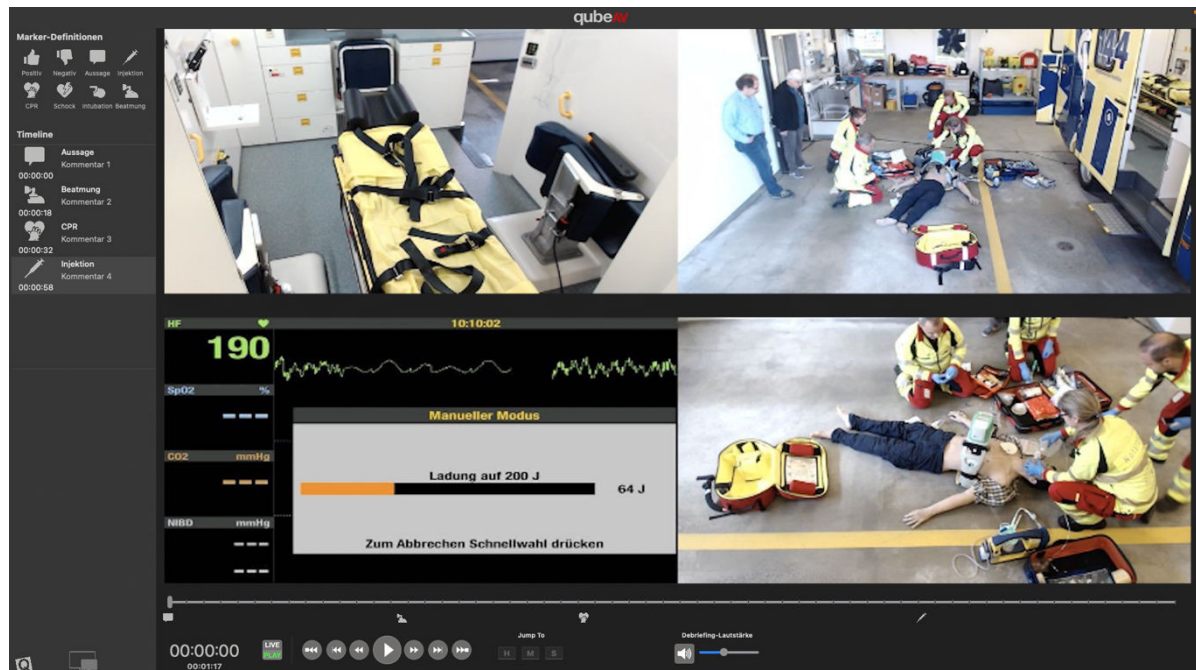 qubeAV
Marker-Definitionen
Positiv Negativ Aussage Injektion
CPR Schock Intubation Beatmung
Timeline
Aussage
Kommentar 1
00:00:00
Beatmung
Kommentar 2
00:00:18
CPR
Kommentar 3
00:00:32
Injektion
Kommentar 4
00:00:58
144
HF 10:10:02
190
SpO2 %
---
CO2 mmHg
---
NIBD mmHg
---
---
Manueller Modus
Ladung auf 200 J
64 J
Zum Abbrechen Schnellwahl drücken
00:00:00
00:01:17
LIVE
PLAY
Jump To
H M S
Debriefing-Lautstärke